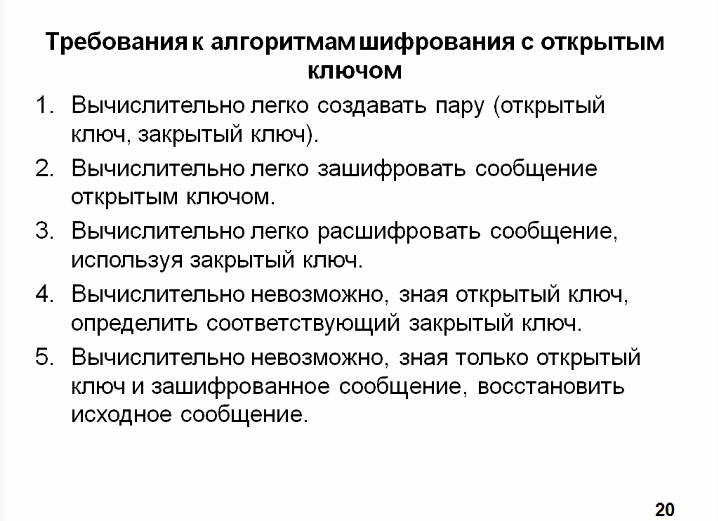 Требования к алгоритмам шифрования с открытым
ключом
1. Вычислительно легко создавать пару (открытый
ключ, закрытый ключ).
2. Вычислительно легко зашифровать сообщение
открытым ключом.
3. Вычислительно легко расшифровать сообщение,
используя закрытый ключ.
4. Вычислительно невозможно, зная открытый ключ,
определить соответствующий закрытый ключ.
5. Вычислительно невозможно, зная только открытый
ключ и зашифрованное сообщение, восстановить
исходное сообщение.
20